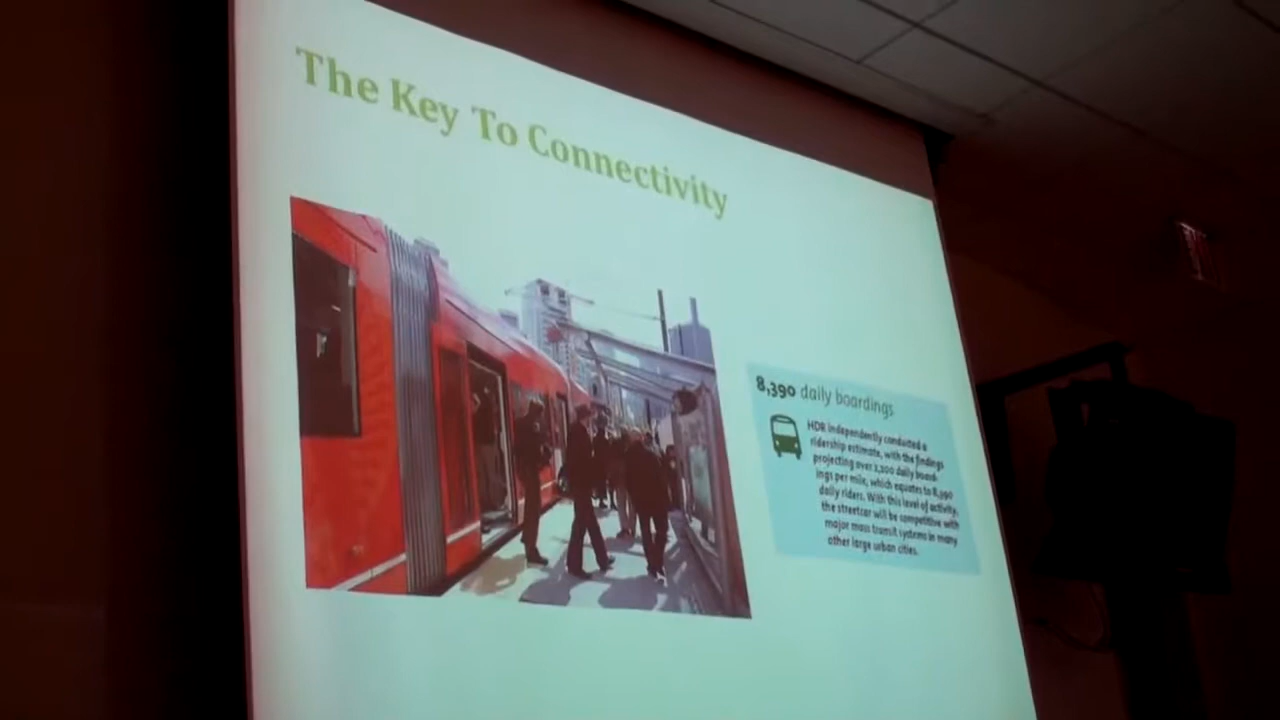 The Key To Connectivity
8,390 daily boardings
HDR independently conducted a
ridership estimate, with the findings
projecting over 2,200 daily board-
ings per mile, which equates to 8,390
daily riders. With this level of activity,
the streetcar will be competitive with
major mass transit systems in many
other large urban cities.